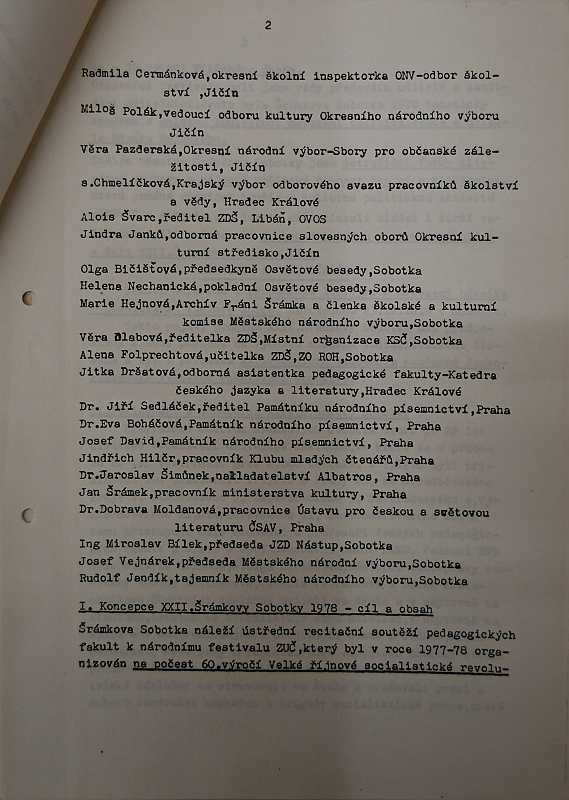 2
Radmila Cermánková,okresní školní inspektorka ONV-odbor škol-
ství ,Jičín
Miloš Polák,vedoucí odboru kultury Okresního národního výboru
Jičín
Věra Pazderská,Okresní národní výbor-Sbory pro občanské zále-
žitosti, Jičín
s.Chmelíčková,Krajský výbor odborového svazu pracovníků školství
a vědy, Hradec Králové
Alois Švarc,ředitel ZDŠ, Libáň, OVOS
Jindra Janků,odborná pracovnice slovesných oborů Okresní kul-
turní středisko,Jičín
Olga Bičišťová,předsedkyně Osvětové besedy,Sobotka
Helena Nechanická,pokladní Osvětové besedy,Sobotka
Marie Hejnová,Archív Fráni Šrámka a členka školské a kulturní
komise Městského národního výboru,Sobotka
Věra Dlabová,ředitelka ZDŠ,Místní organizace KSČ,Sobotka
Alena Folprechtová,učitelka ZDŠ,ZO ROH,Sobotka
Jitka Dršatová,odborná asistentka pedagogické fakulty-Katedra
českého jazyka a literatury,Hradec Králové
Dr. Jiří Sedláček,ředitel Památníku národního písemnictví,Praha
Dr.Eva Boháčová,Památník národního písemnictví, Praha
Josef David,Památník národního písemnictví, Praha
Jindřich Hilčr,pracovník Klubu mladých čtenářů,Praha
Dr.Jaroslav Šimůnek,nakladatelství Albatros, Praha
Jan Šrámek,pracovník ministerstva kultury, Praha
Dr.Dobrava Moldanová,pracovnice Ústavu pro českou a světovou
literaturu ČSAV, Praha
Ing Miroslav Bílek,předseda JZD Nástup,Sobotka
Josef Vejnárek,předseda Městského národní výboru,Sobotka
Rudolf Jandík,tajemník Městského národního výboru,Sobotka
I. Koncepce XXII.Šrámkovy Sobotky 1978 - cíl a obsah
Šrámkova Sobotka náleží ústřední recitační soutěží pedagogických
fakult k národnímu festivalu ZUČ,který byl v roce 1977-78 orga-
nizován na počest 60.výročí Velké říjnové socialistické revolu-